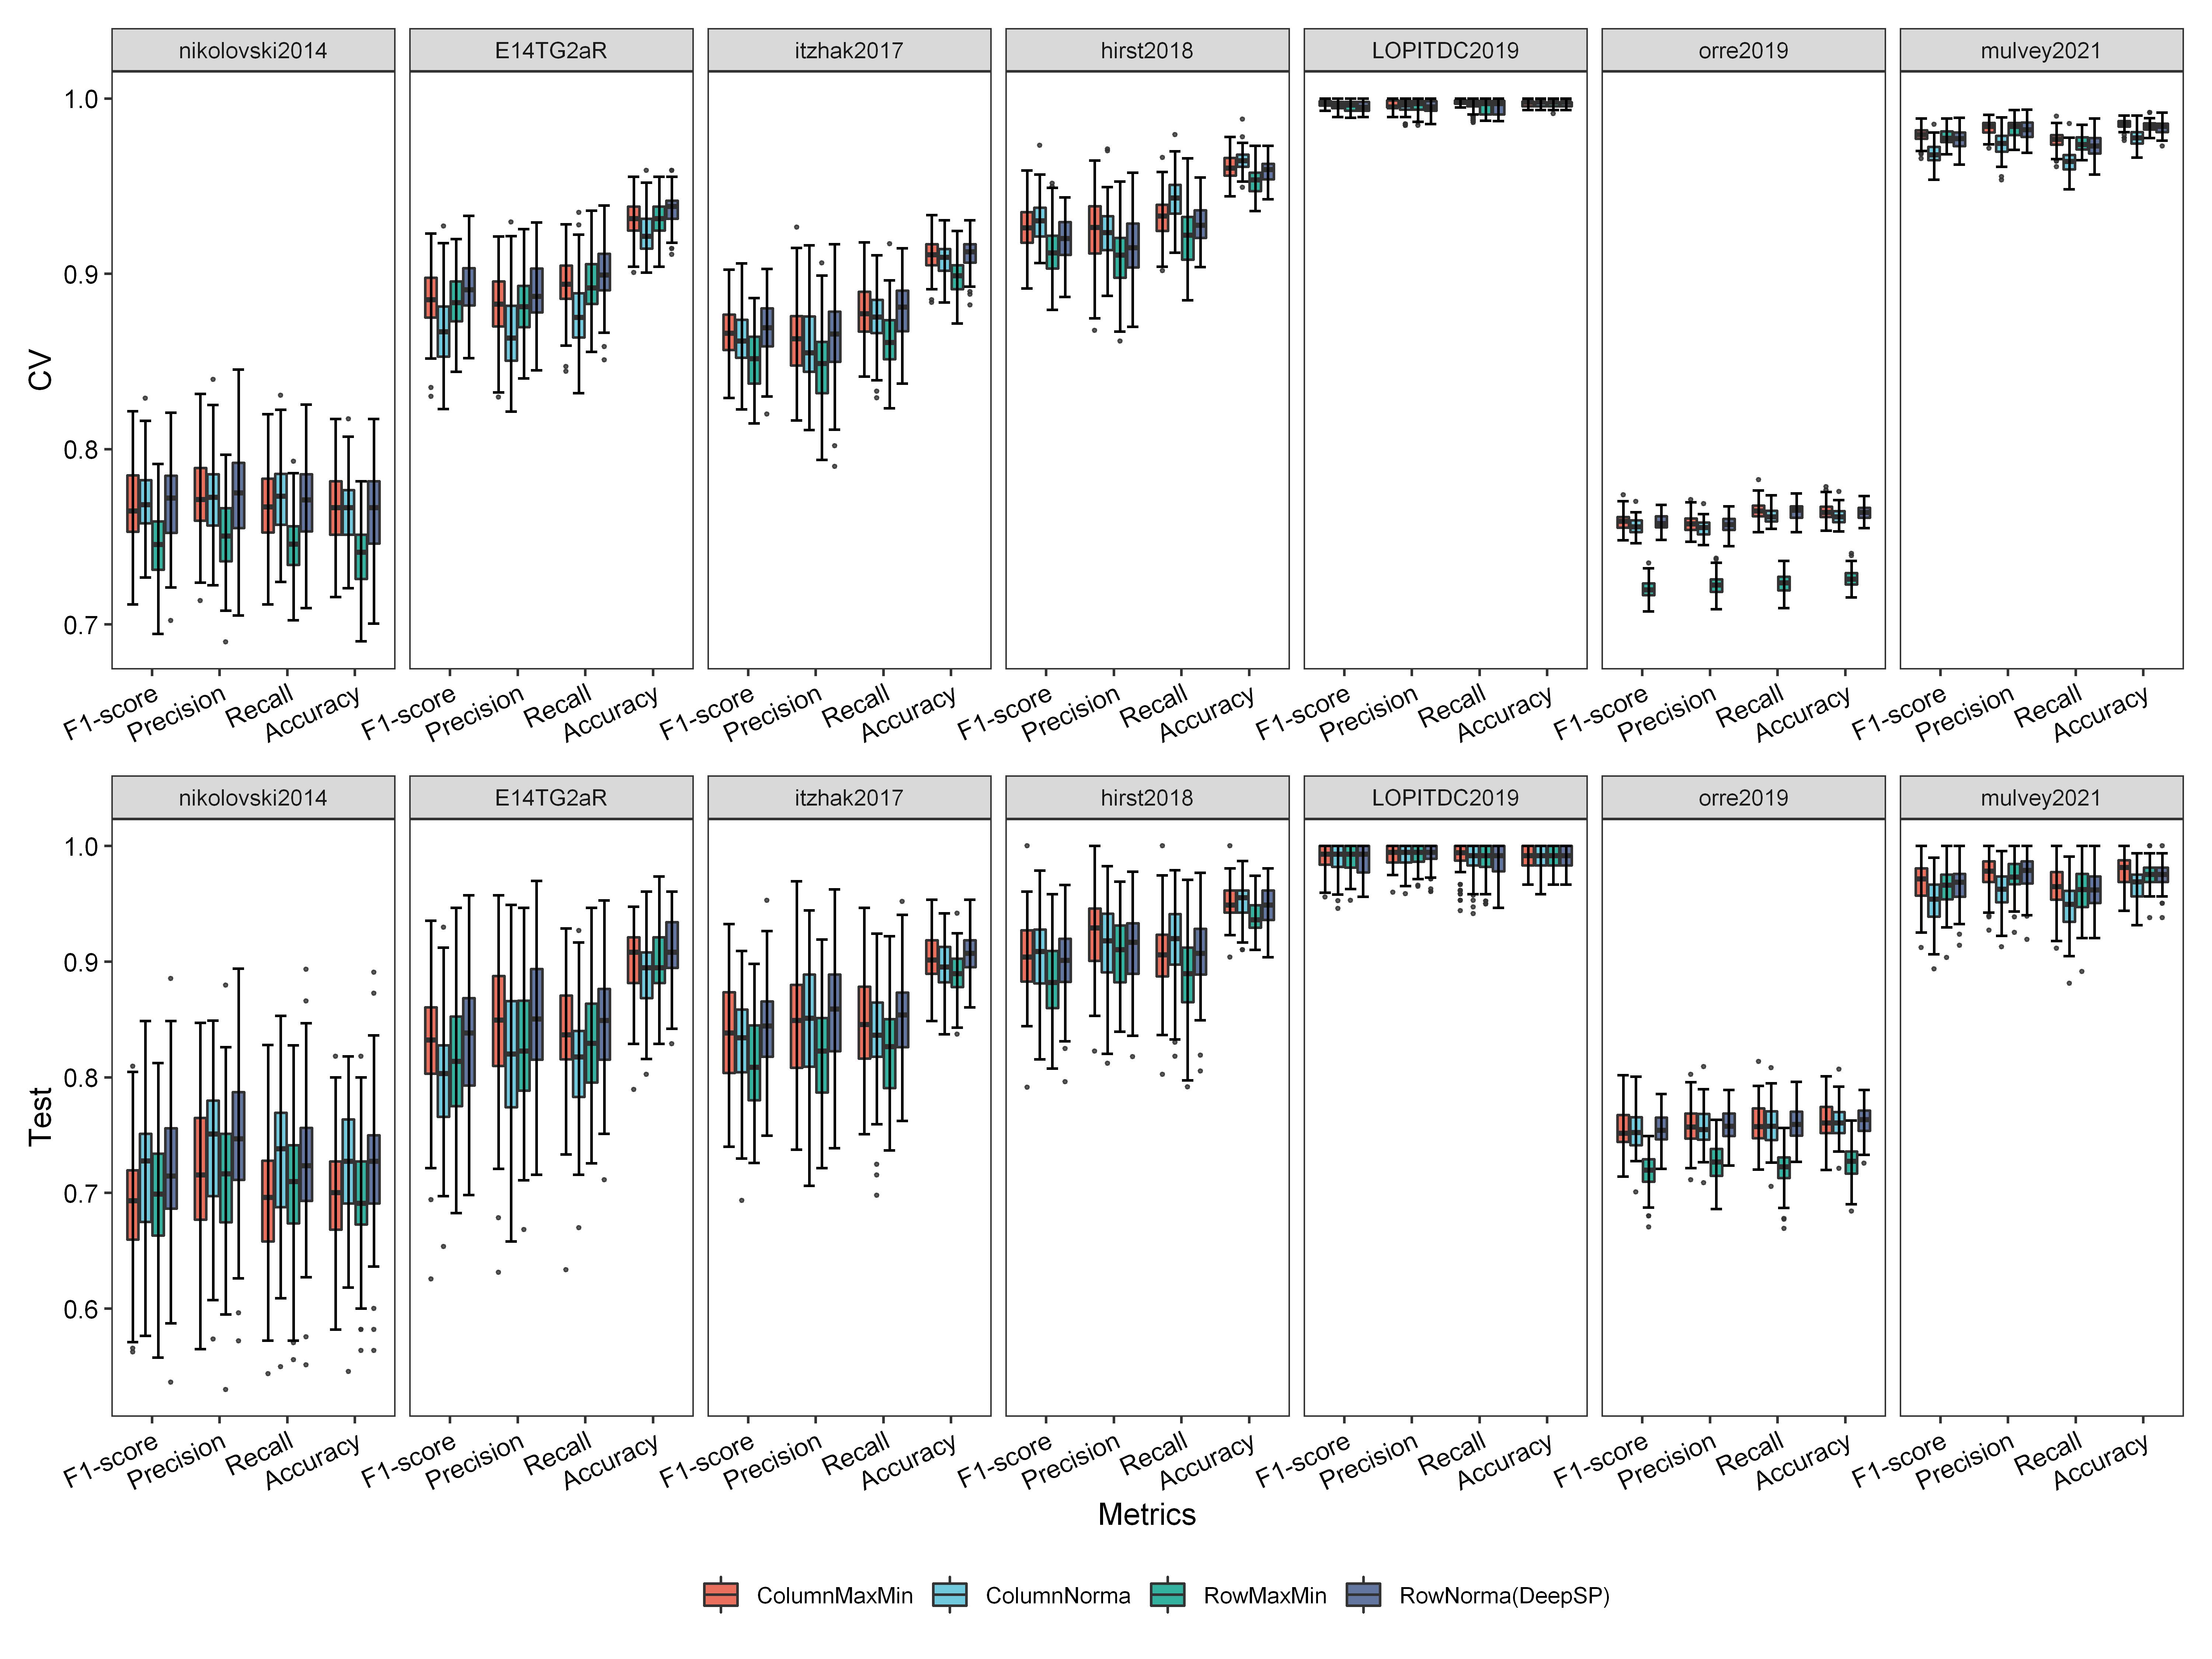 nikolovski2014 E14TG2aR itzhak2017 hirst2018 LOPITDC2019 orre2019 mulvey2021
1.0
0.9
0.8
0.7
CV
F1-score Precision Recall Accuracy F1-score Precision Recall Accuracy F1-score Precision Recall Accuracy F1-score Precision Recall Accuracy F1-score Precision Recall Accuracy F1-score Precision Recall Accuracy F1-score Precision Recall Accuracy
nikolovski2014 E14TG2aR itzhak2017 hirst2018 LOPITDC2019 orre2019 mulvey2021
1.0
0.9
0.8
0.7
0.6
Test
F1-score Precision Recall Accuracy F1-score Precision Recall Accuracy F1-score Precision Recall Accuracy F1-score Precision Recall Accuracy F1-score Precision Recall Accuracy F1-score Precision Recall Accuracy F1-score Precision Recall Accuracy
Metrics
ColumnMaxMin ColumnNorma RowMaxMin RowNorma(DeepSP)